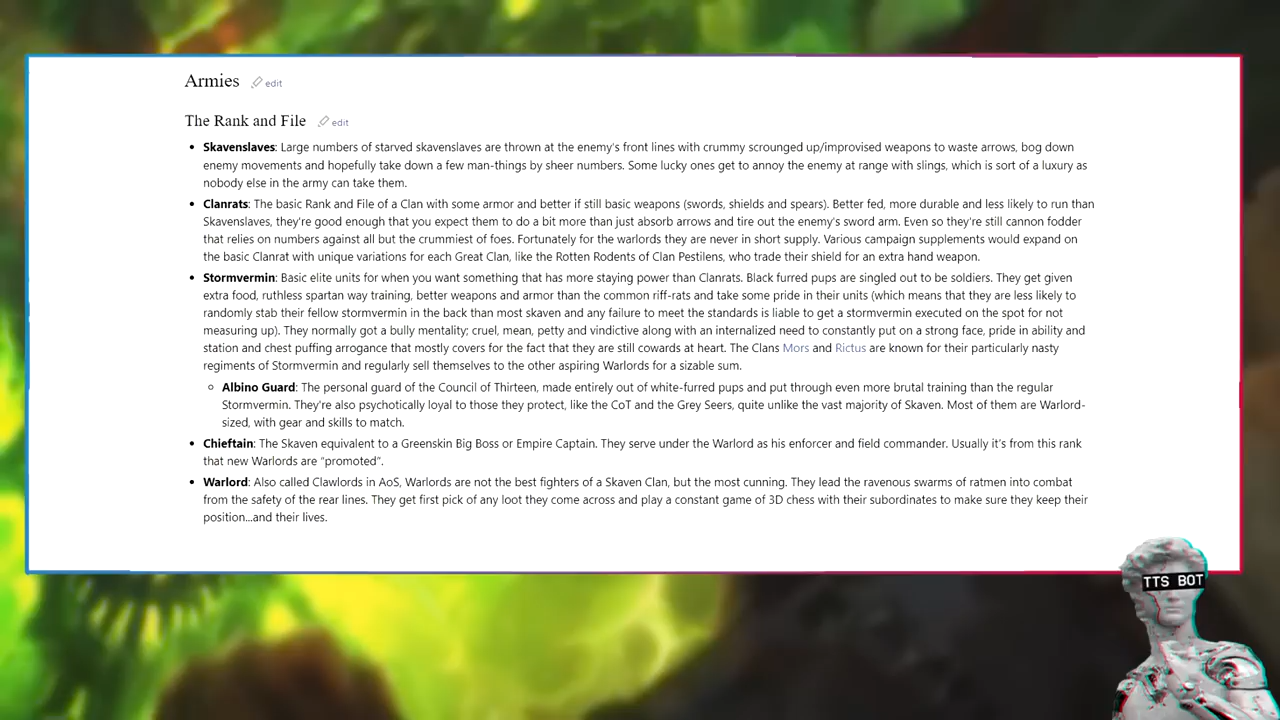 Armies edit
The Rank and File edit
Skavenslaves: Large numbers of starved skavenslaves are thrown at the enemy's front lines with crummy scrounged up/improvised weapons to waste arrows, bog down
enemy movements and hopefully take down a few man-things by sheer numbers. Some lucky ones get to annoy the enemy at range with slings, which is sort of a luxury as
nobody else in the army can take them.
Clanrats: The basic Rank and File of a Clan with some armor and better if still basic weapons (swords, shields and spears). Better fed, more durable and less likely to run than
Skavenslaves, they're good enough that you expect them to do a bit more than just absorb arrows and tire out the enemy's sword arm. Even so they're still cannon fodder
that relies on numbers against all but the crummiest of foes. Fortunately for the warlords they are never in short supply. Various campaign supplements would expand on
the basic Clanrat with unique variations for each Great Clan, like the Rotten Rodents of Clan Pestilens, who trade their shield for an extra hand weapon.
Stormvermin: Basic elite units for when you want something that has more staying power than Clanrats. Black furred pups are singled out to be soldiers. They get given
extra food, ruthless spartan way training, better weapons and armor than the common riff-rats and take some pride in their units (which means that they are less likely to
randomly stab their fellow stormvermin in the back than most skaven and any failure to meet the standards is liable to get a stormvermin executed on the spot for not
measuring up). They normally got a bully mentality; cruel, mean, petty and vindictive along with an internalized need to constantly put on a strong face, pride in ability and
station and chest puffing arrogance that mostly covers for the fact that they are still cowards at heart. The Clans Mors and Rictus are known for their particularly nasty
regiments of Stormvermin and regularly sell themselves to the other aspiring Warlords for a sizable sum.
Albino Guard: The personal guard of the Council of Thirteen, made entirely out of white-furred pups and put through even more brutal training than the regular
Stormvermin. They're also psychotically loyal to those they protect, like the CoT and the Grey Seers, quite unlike the vast majority of Skaven. Most of them are Warlord-
sized, with gear and skills to match.
Chieftain: The Skaven equivalent to a Greenskin Big Boss or Empire Captain. They serve under the Warlord as his enforcer and field commander. Usually it's from this rank
that new Warlords are “promoted”.
Warlord: Also called Clawlords in AoS, Warlords are not the best fighters of a Skaven Clan, but the most cunning. They lead the ravenous swarms of ratmen into combat
from the safety of the rear lines. They get first pick of any loot they come across and play a constant game of 3D chess with their subordinates to make sure they keep their
position...and their lives.
TTS BOT